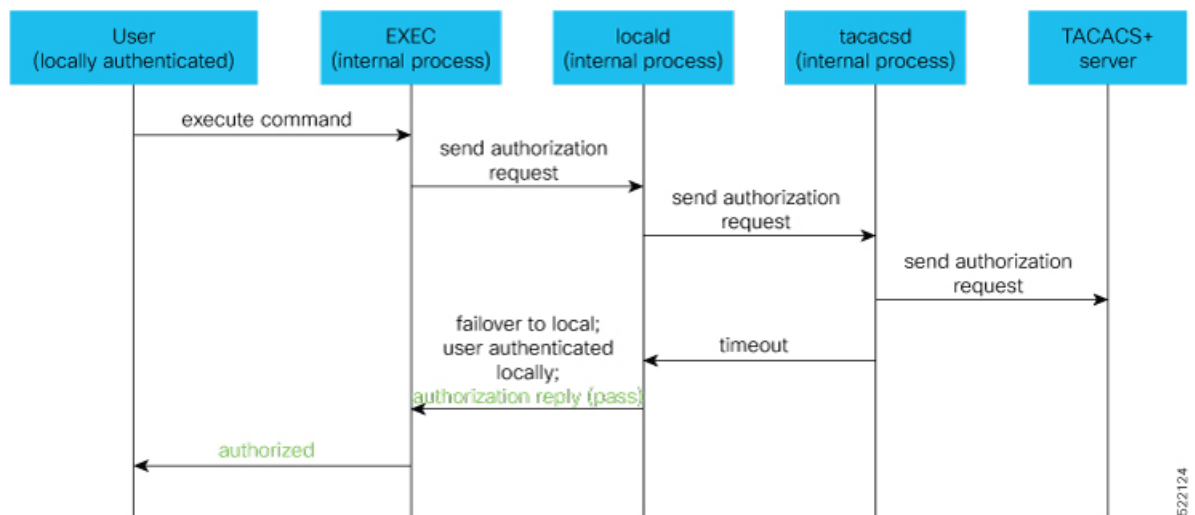 User
(locally authenticated)
EXEC
(internal process)
locald
(internal process)
tacacsd
(internal process)
TACACS+
server
execute command
send authorization
request
send authorization
request
send authorization
request
timeout
failover to local;
user authenticated
locally;
authorization reply (pass)
authorized
522124